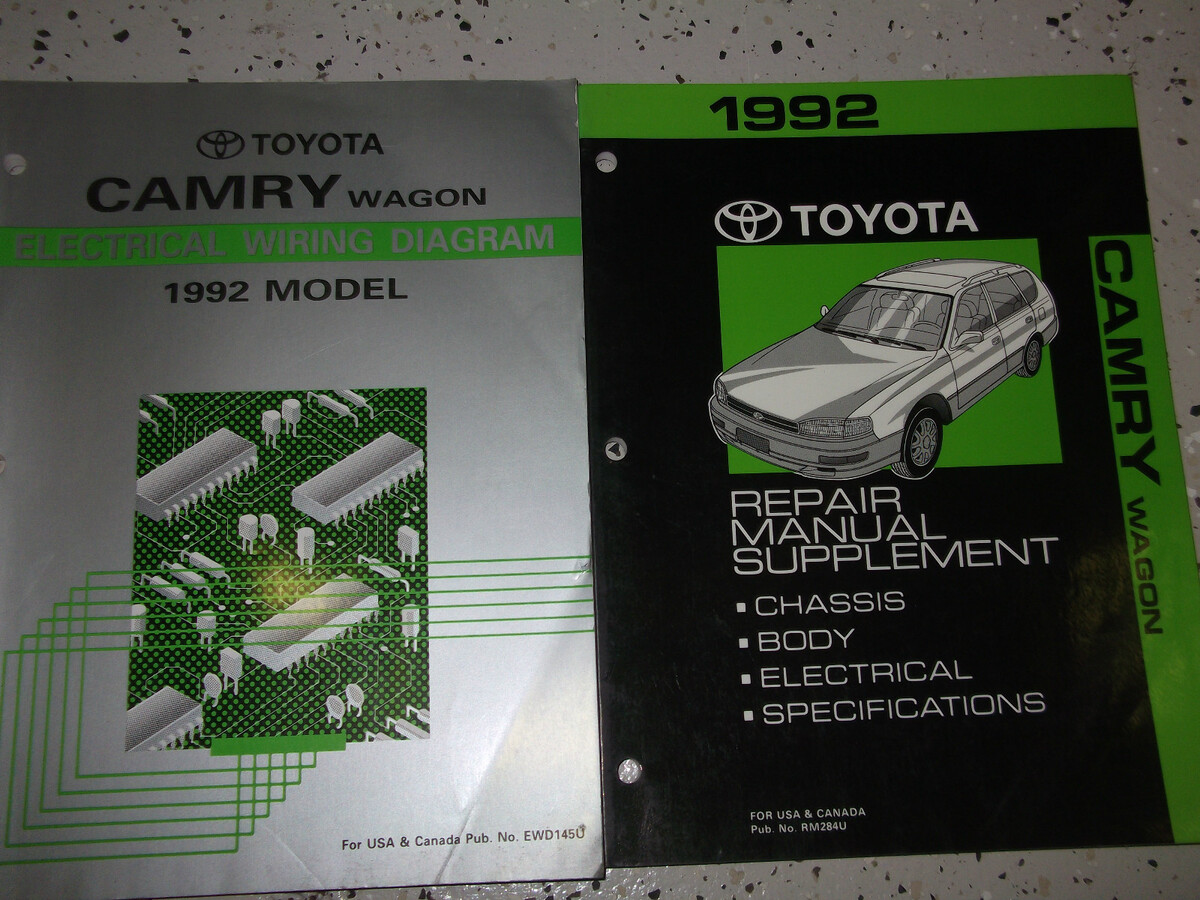 TOYOTA
CAMRY WAGON
ELECTRICAL WIRING DIAGRAM
1992 MODEL
For USA & Canada Pub. No. EWD145U
1992
TOYOTA
CAMRY WAGON
REPAIR
MANUAL
SUPPLEMENT
▪ CHASSIS
▪ BODY
▪ ELECTRICAL
▪ SPECIFICATIONS
FOR USA & CANADA
Pub. No. RM284U